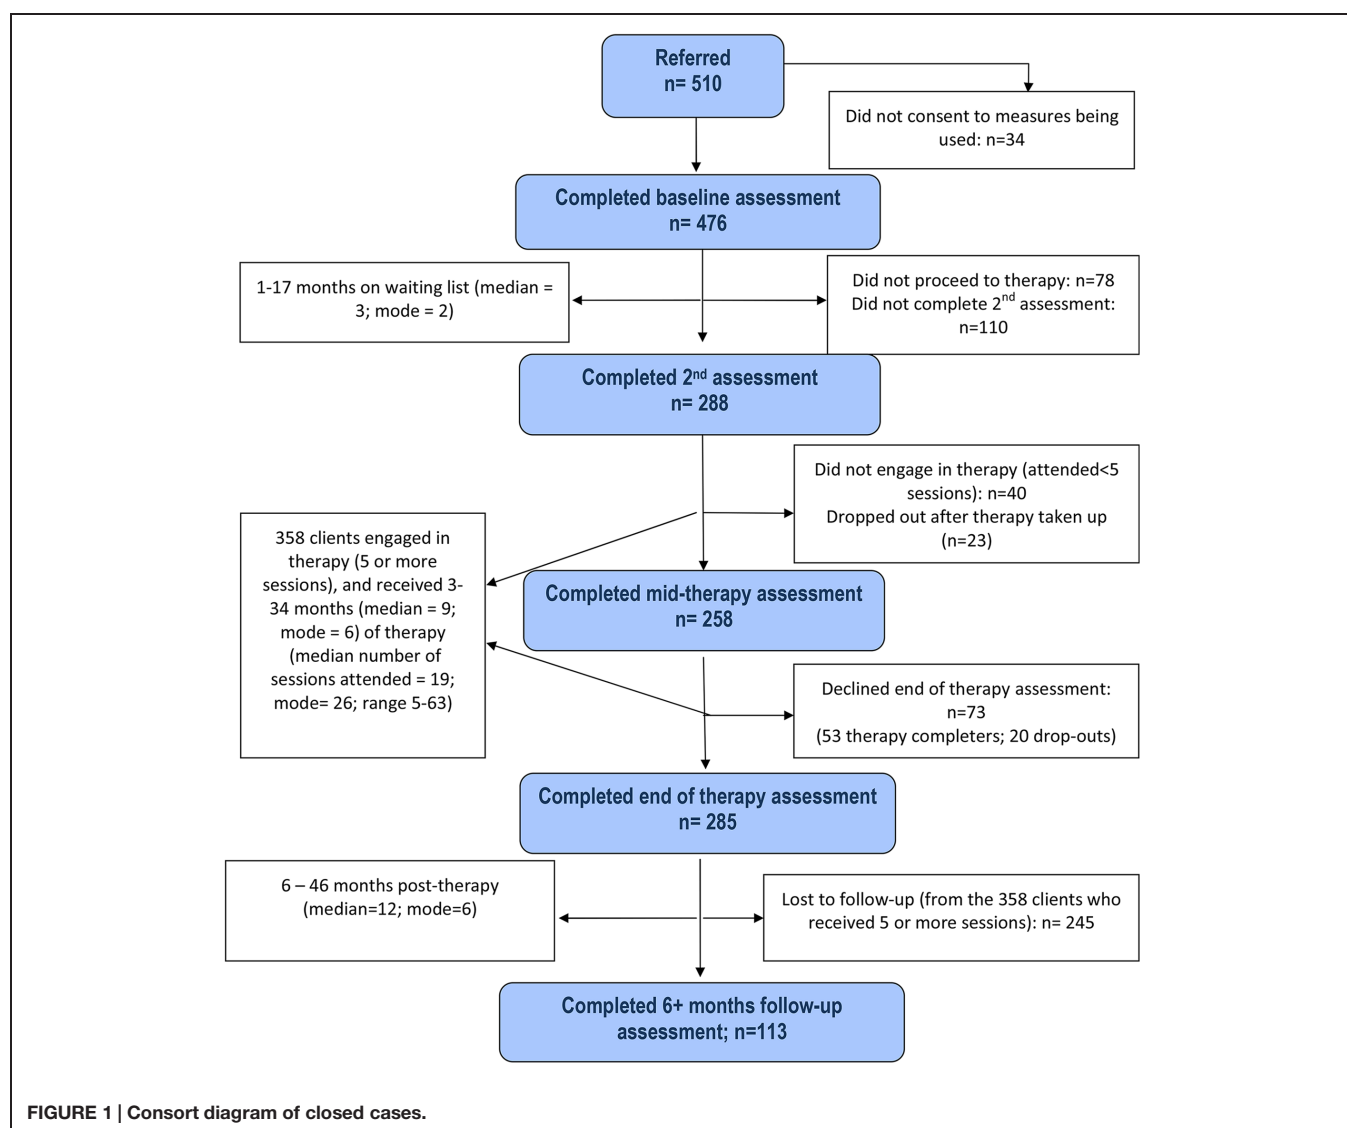 Referred
n= 510
Did not consent to measures being
used: n=34
Completed baseline assessment
n= 476
1-17 months on waiting list (median =
3; mode = 2)
Did not proceed to therapy: n=78
Did not complete 2nd assessment:
n=110
Completed 2nd assessment
n= 288
Did not engage in therapy (attended<5
sessions): n=40
Dropped out after therapy taken up
(n=23)
358 clients engaged in
therapy (5 or more
sessions), and received 3-
34 months (median = 9;
mode = 6) of therapy
(median number of
sessions attended = 19;
mode= 26; range 5-63)
Completed mid-therapy assessment
n= 258
Declined end of therapy assessment:
n=73
(53 therapy completers; 20 drop-outs)
Completed end of therapy assessment
n= 285
6 – 46 months post-therapy
(median=12; mode=6)
Lost to follow-up (from the 358 clients who
received 5 or more sessions): n= 245
Completed 6+ months follow-up
assessment; n=113
FIGURE 1 | Consort diagram of closed cases.